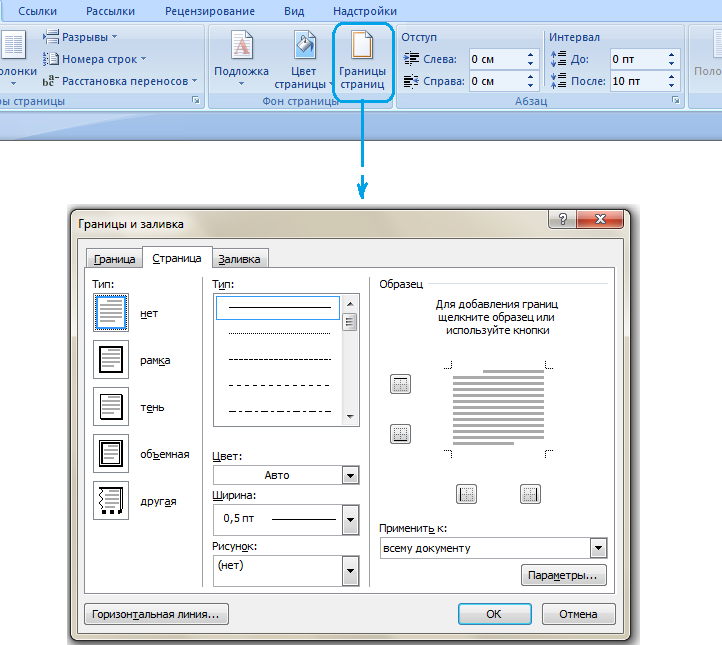 Ссылки Рассылки Рецензирование Вид Надстройки
Разрывы
Номера строк
Расстановка переносов
Подложка
Цвет страницы
Границы страниц
Отступ
Слева: 0 см
Справа: 0 см
Интервал
До: 0 пт
После: 10 пт
ры страницы
Фон страницы
Абзац
Границы и заливка
Граница Страница Заливка
Тип:
нет
рамка
тень
объемная
другая
Тип:
Цвет:
Авто
Ширина:
0,5 пт
Рисунок:
(нет)
Образец
Для добавления границ
щелкните образец или
используйте кнопки
Применить к:
всему документу
Параметры...
Горизонтальная линия...
ОК
Отмена